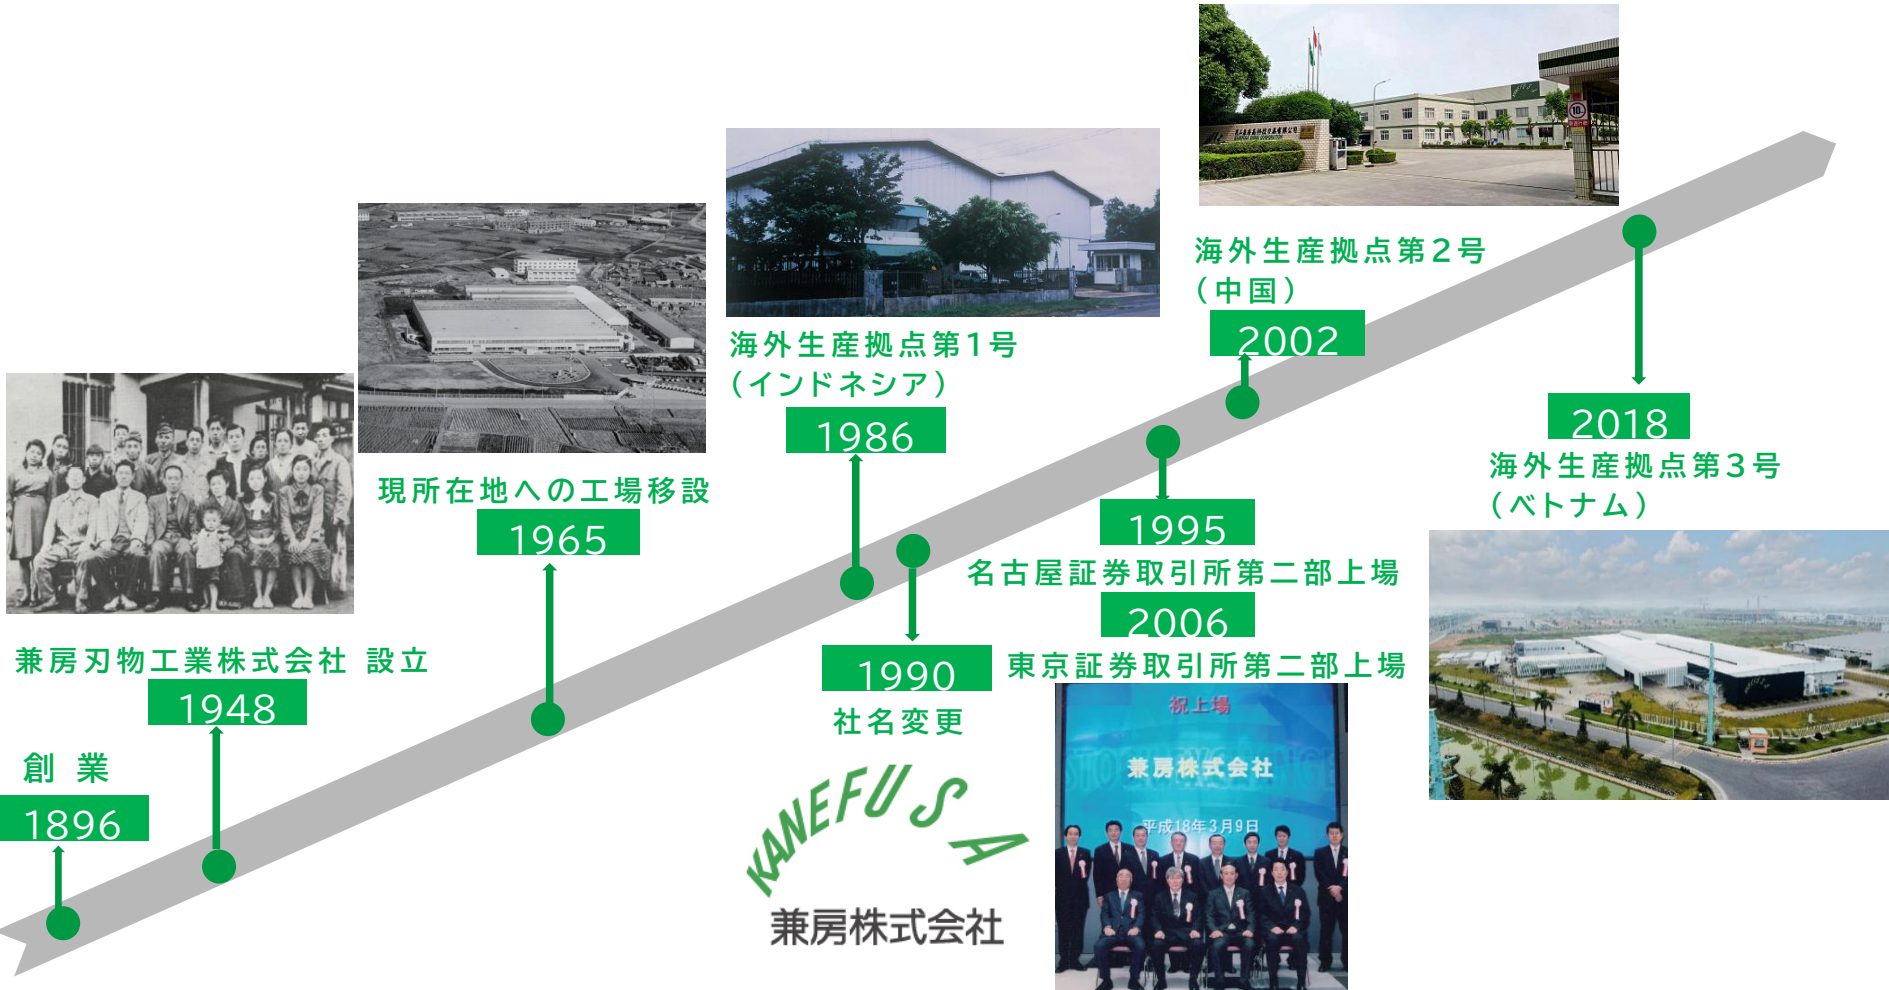 創 業
1896
兼房刃物工業株式会社 設立
1948
現所在地への工場移設
1965
海外生産拠点第1号
(インドネシア)
1986
1990
社名変更
KANEFUSA
兼房株式会社
1995
名古屋証券取引所第二部上場
2006
東京証券取引所第二部上場
祝上場
STOCK EXCHANGE
兼房株式会社
平成18年3月9日
海外生産拠点第2号
(中国)
2002
KANEFUSA
10
2018
海外生産拠点第3号
(ベトナム)
KANEFUSA